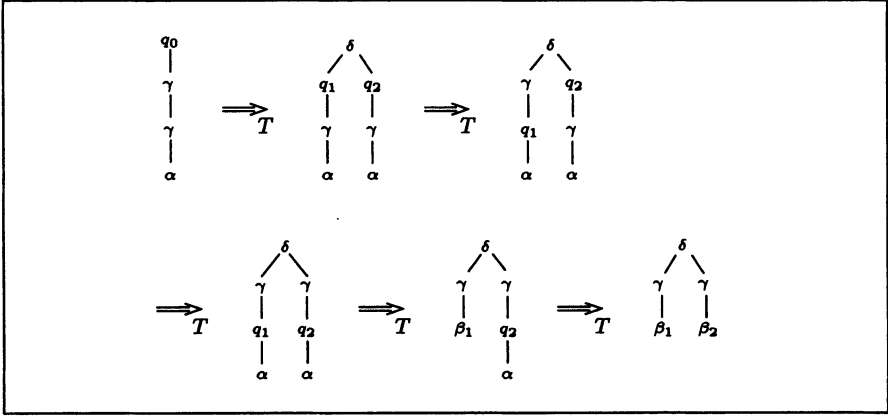 q₀ δ δ
γ q₁ q₂ γ q₂
⟹ ⟹
T T
γ γ γ q₁ γ
α α α α α
δ δ δ
γ γ γ γ γ γ
⟹ ⟹ ⟹
T T T
q₁ q₂ β₁ q₂ β₁ β₂
α α α